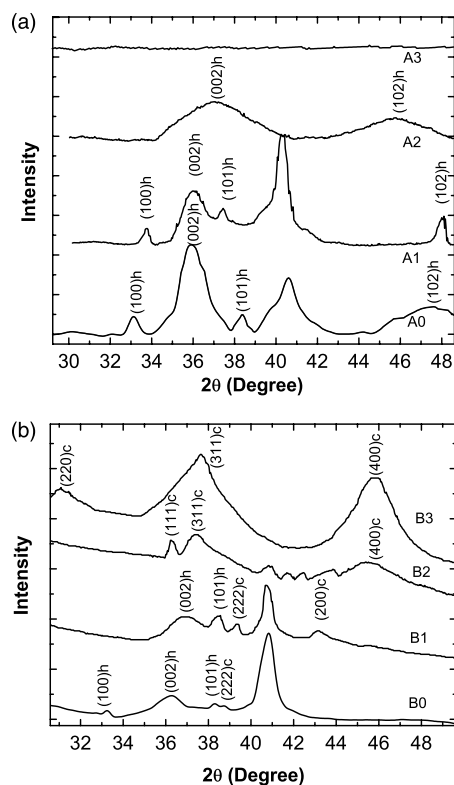 (a)
A3
(002)h
(102)h
A2
(002)h
(101)h
(100)h
(102)h
A1
(002)h
(100)h
(101)h
(102)h
A0
Intensity
30 32 34 36 38 40 42 44 46 48
2θ (Degree)
(b)
(220)c
(311)c
(400)c
B3
(111)c
(311)c
(400)c
B2
(002)h
(101)h
(222)c
(200)c
B1
(100)h
(002)h
(101)h
(222)c
B0
Intensity
32 34 36 38 40 42 44 46 48
2θ (Degree)